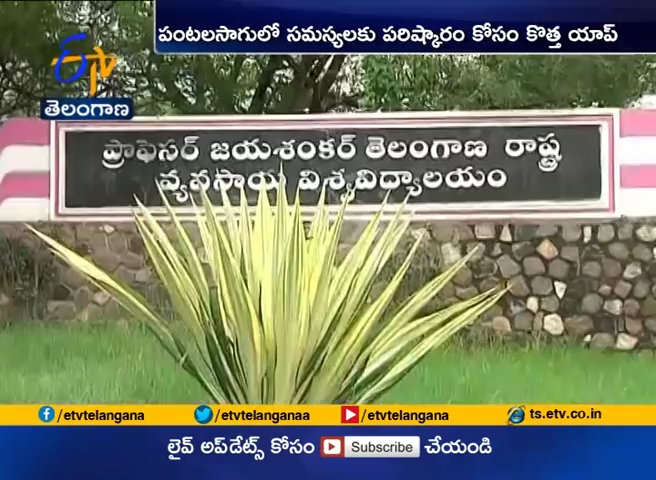 పంటలసాగులో సమస్యలకు పరిష్కారం కోసం కొత్త యాప్
ETV
తెలంగాణ
ప్రొఫెసర్ జయశంకర్ తెలంగాణ రాష్ట్ర
వ్యవసాయ విశ్వవిద్యాలయం
/etvtelangana /etvtelanganaa /etvtelangana ts.etv.co.in
లైవ్ అప్‌డేట్స్ కోసం Subscribe చేయండి